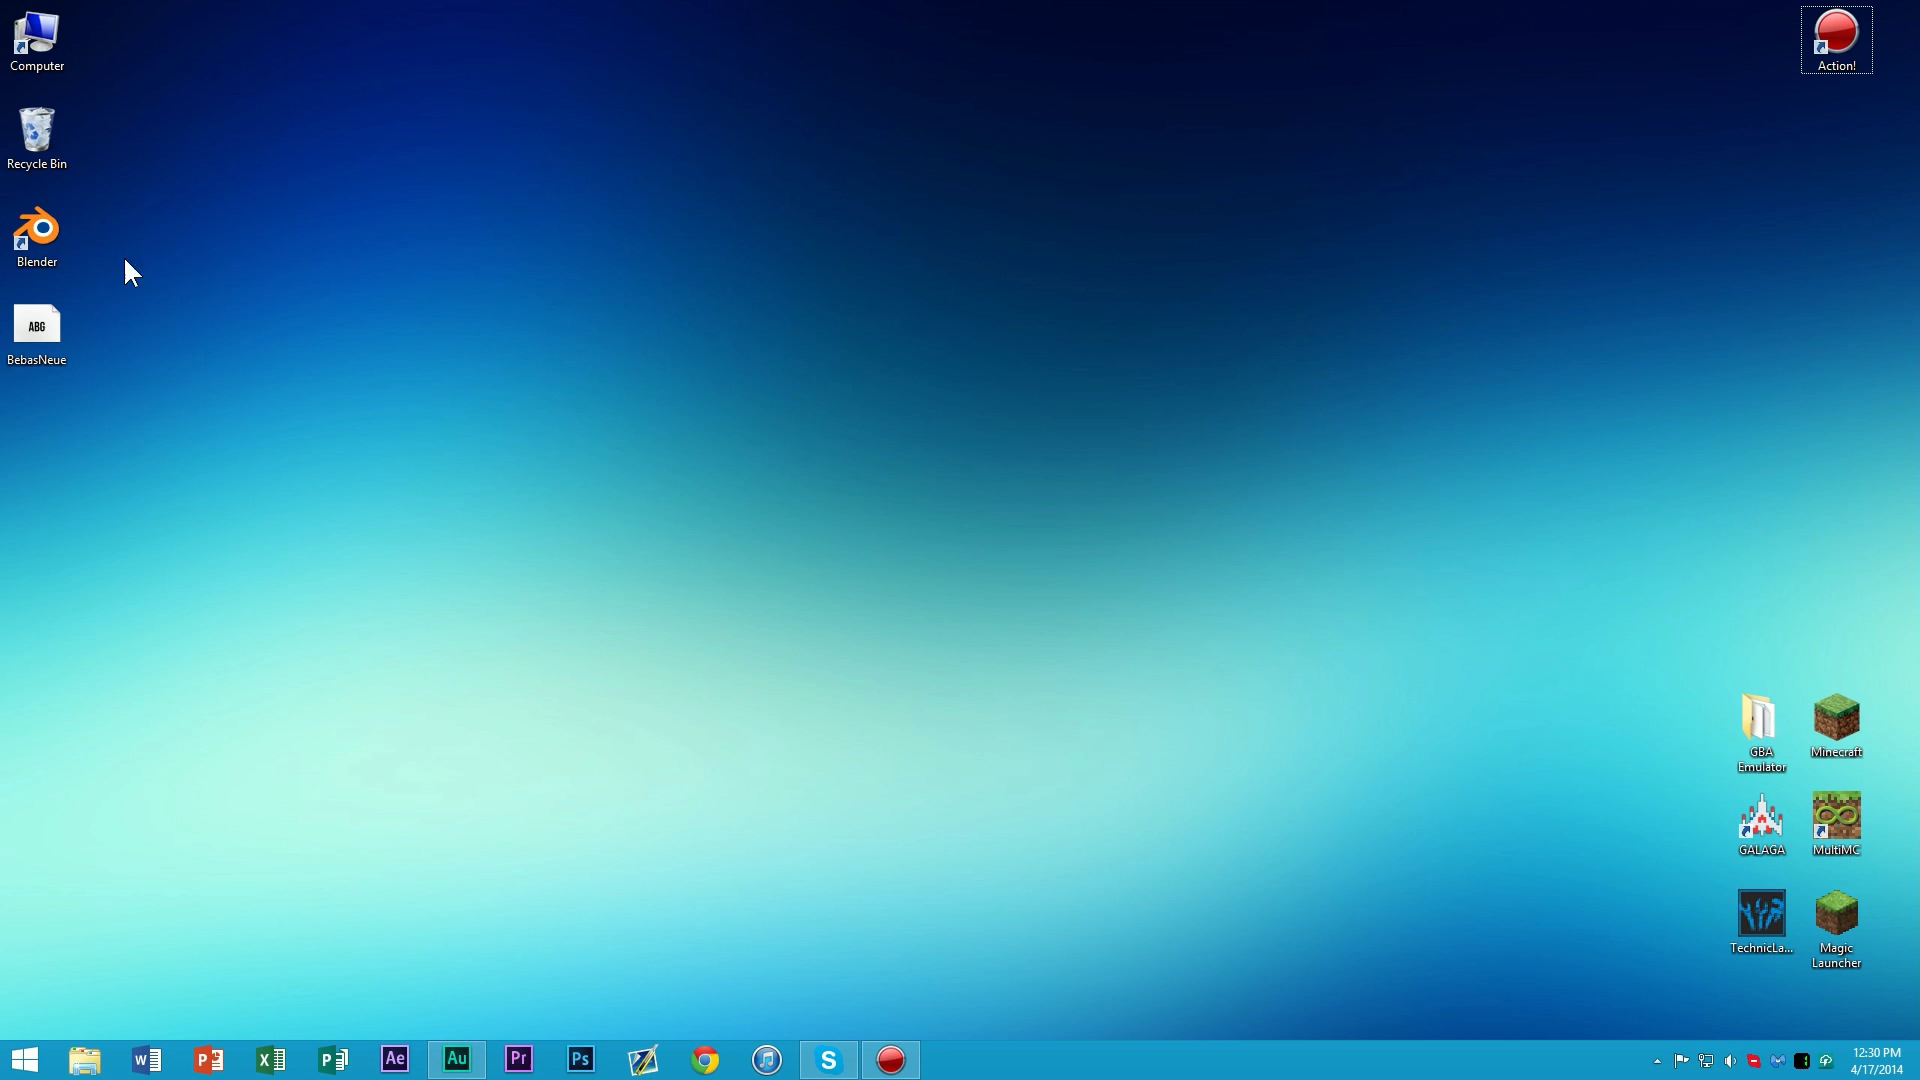 Computer
Action!
Recycle Bin
Blender
ABG
BebasNeue
GBA
Emulator
Minecraft
GALAGA
MultiMC
TechnicLa...
Magic
Launcher
W
P
X
P
Ae
Au
Pr
Ps
S
12:30 PM
4/17/2014